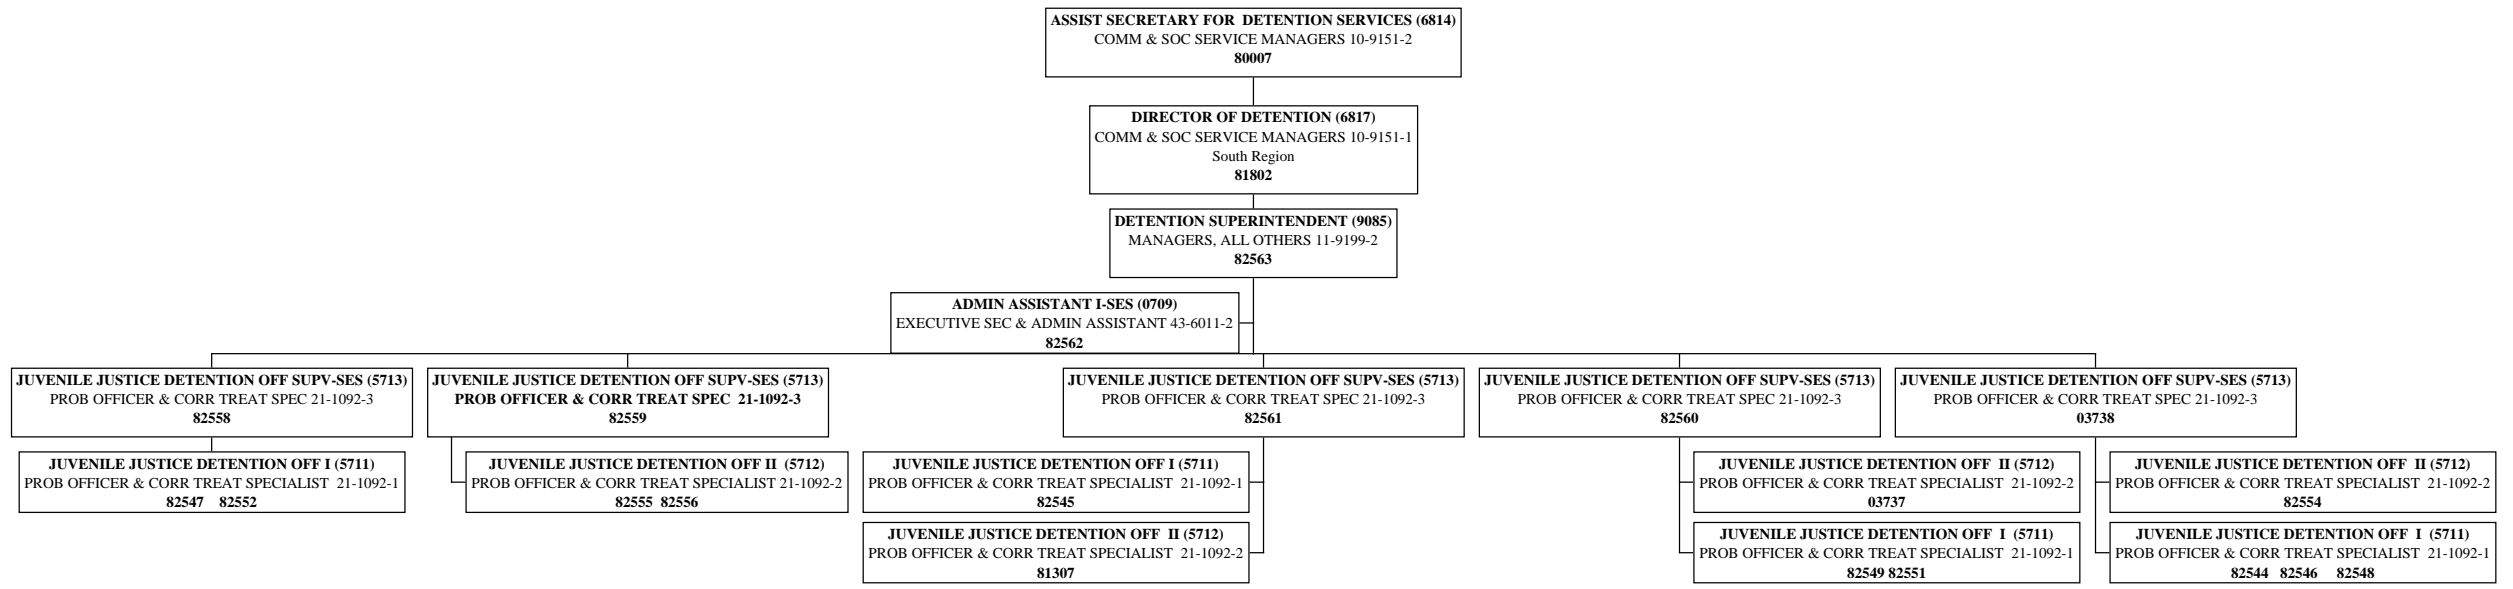 ASSIST SECRETARY FOR DETENTION SERVICES (6814)
COMM & SOC SERVICE MANAGERS 10-9151-2
80007
DIRECTOR OF DETENTION (6817)
COMM & SOC SERVICE MANAGERS 10-9151-1
South Region
81802
DETENTION SUPERINTENDENT (9085)
MANAGERS, ALL OTHERS 11-9199-2
82563
ADMIN ASSISTANT I-SES (0709)
EXECUTIVE SEC & ADMIN ASSISTANT 43-6011-2
82562
JUVENILE JUSTICE DETENTION OFF SUPV-SES (5713)
PROB OFFICER & CORR TREAT SPEC 21-1092-3
82558
JUVENILE JUSTICE DETENTION OFF I (5711)
PROB OFFICER & CORR TREAT SPECIALIST 21-1092-1
82547 82552
JUVENILE JUSTICE DETENTION OFF SUPV-SES (5713)
PROB OFFICER & CORR TREAT SPEC 21-1092-3
82559
JUVENILE JUSTICE DETENTION OFF II (5712)
PROB OFFICER & CORR TREAT SPECIALIST 21-1092-2
82555 82556
JUVENILE JUSTICE DETENTION OFF SUPV-SES (5713)
PROB OFFICER & CORR TREAT SPEC 21-1092-3
82561
JUVENILE JUSTICE DETENTION OFF I (5711)
PROB OFFICER & CORR TREAT SPECIALIST 21-1092-1
82545
JUVENILE JUSTICE DETENTION OFF II (5712)
PROB OFFICER & CORR TREAT SPECIALIST 21-1092-2
81307
JUVENILE JUSTICE DETENTION OFF SUPV-SES (5713)
PROB OFFICER & CORR TREAT SPEC 21-1092-3
82560
JUVENILE JUSTICE DETENTION OFF II (5712)
PROB OFFICER & CORR TREAT SPECIALIST 21-1092-2
03737
JUVENILE JUSTICE DETENTION OFF I (5711)
PROB OFFICER & CORR TREAT SPECIALIST 21-1092-1
82549 82551
JUVENILE JUSTICE DETENTION OFF SUPV-SES (5713)
PROB OFFICER & CORR TREAT SPEC 21-1092-3
03738
JUVENILE JUSTICE DETENTION OFF II (5712)
PROB OFFICER & CORR TREAT SPECIALIST 21-1092-2
82554
JUVENILE JUSTICE DETENTION OFF I (5711)
PROB OFFICER & CORR TREAT SPECIALIST 21-1092-1
82544 82546 82548